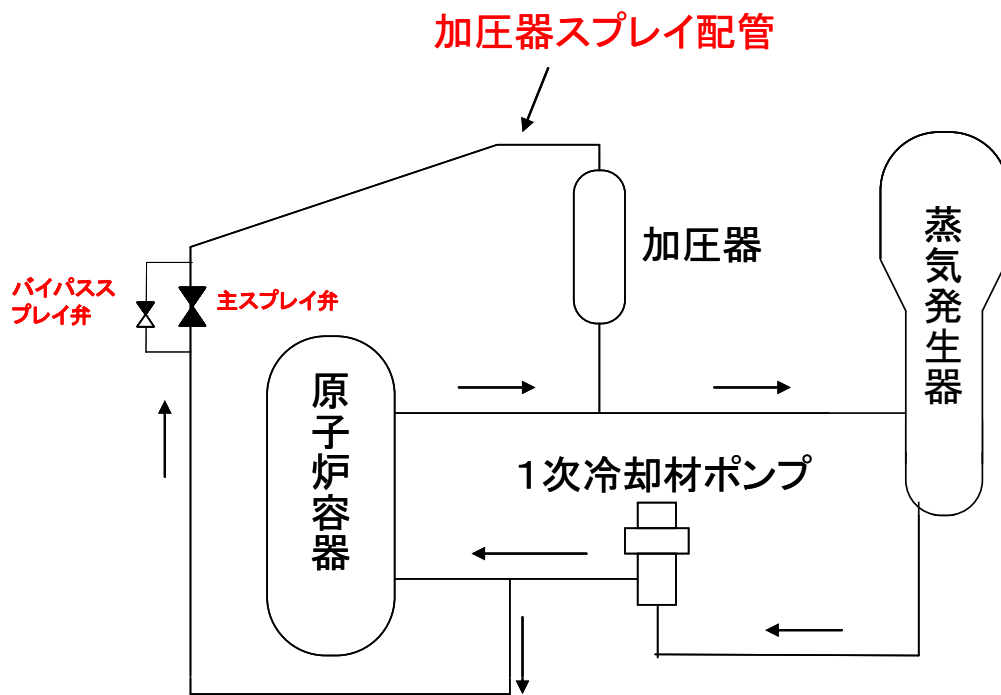 加圧器スプレイ配管
加圧器
蒸気発生器
バイパスス
プレイ弁
主スプレイ弁
原子炉容器
１次冷却材ポンプ